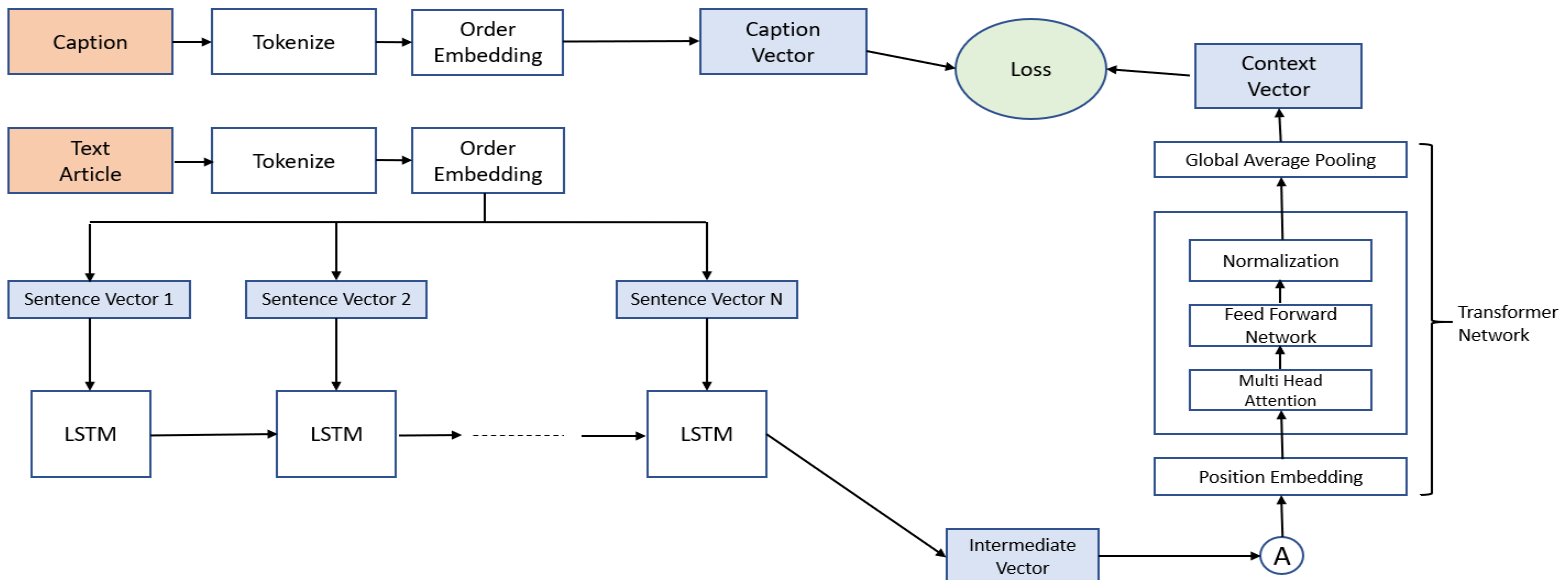 Caption
Tokenize
Order
Embedding
Caption
Vector
Loss
Context
Vector
Text
Article
Tokenize
Order
Embedding
Global Average Pooling
Normalization
Feed Forward
Network
Multi Head
Attention
Position Embedding
Transformer
Network
Sentence Vector 1
Sentence Vector 2
Sentence Vector N
LSTM
LSTM
LSTM
Intermediate
Vector
A